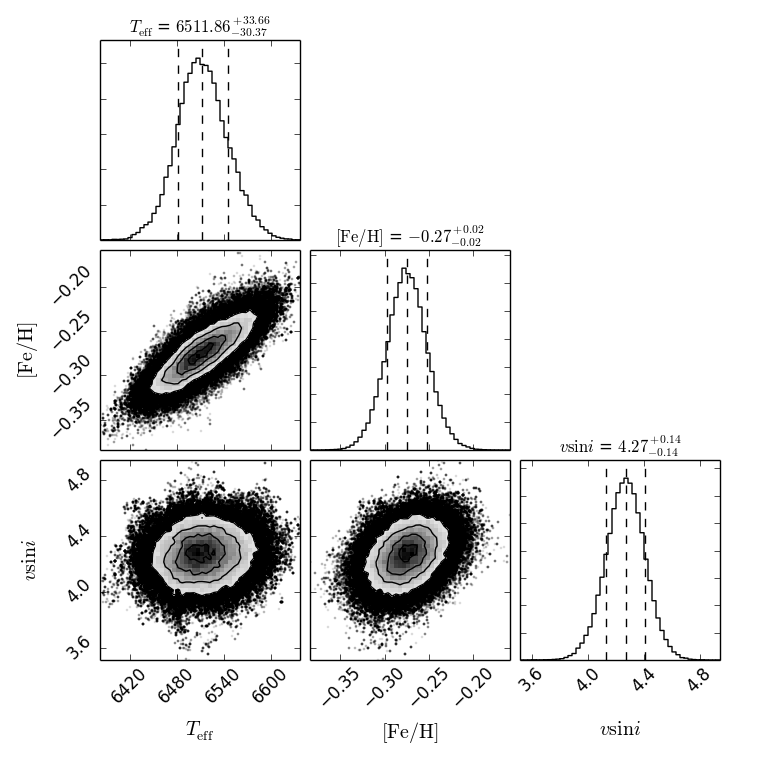 T_eff = 6511.86 +33.66 −30.37
[Fe/H] = −0.27 +0.02 −0.02
−0.20
−0.25
−0.30
−0.35
[Fe/H]
vsini = 4.27 +0.14 −0.14
4.8
4.4
4.0
3.6
vsini
6420 6480 6540 6600
−0.35 −0.30 −0.25 −0.20
3.6 4.0 4.4 4.8
T_eff [Fe/H] vsini